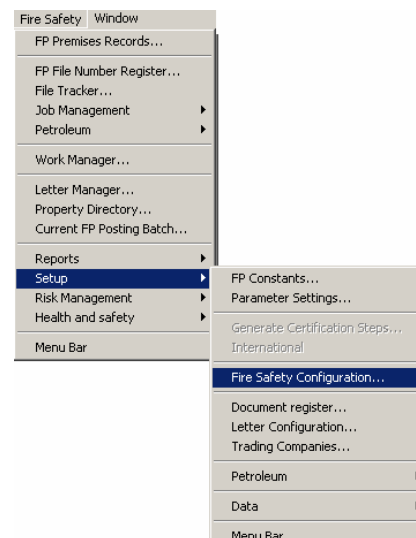 Fire Safety Window
FP Premises Records...
FP File Number Register...
File Tracker...
Job Management
Petroleum
Work Manager...
Letter Manager...
Property Directory...
Current FP Posting Batch...
Reports
Setup
Risk Management
Health and safety
Menu Bar
FP Constants...
Parameter Settings...
Generate Certification Steps...
International
Fire Safety Configuration...
Document register...
Letter Configuration...
Trading Companies...
Petroleum
Data
Menu Bar